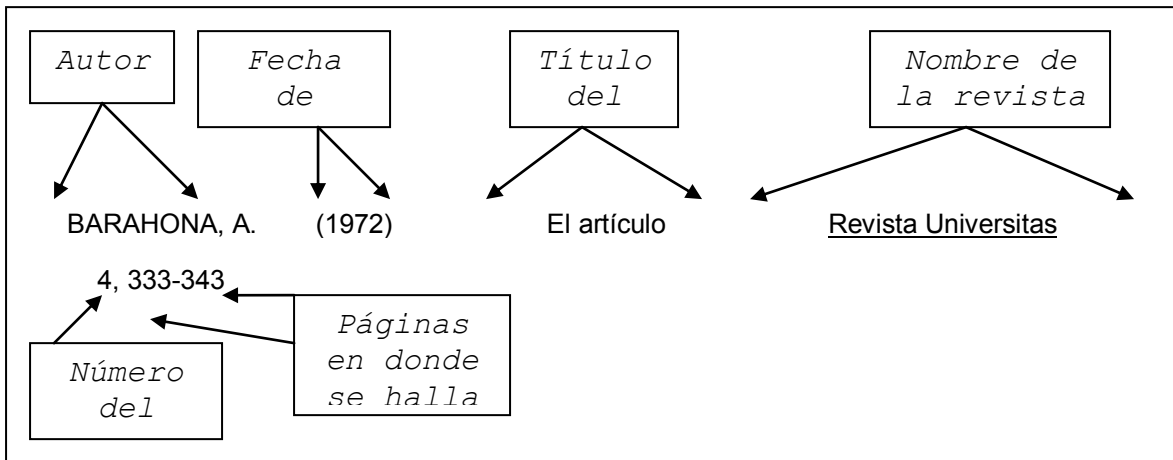 Autor
Fecha
de
Título
del
Nombre de
la revista
BARAHONA, A. (1972) El artículo Revista Universitas
4, 333-343
Páginas
en donde
se halla
Número
del